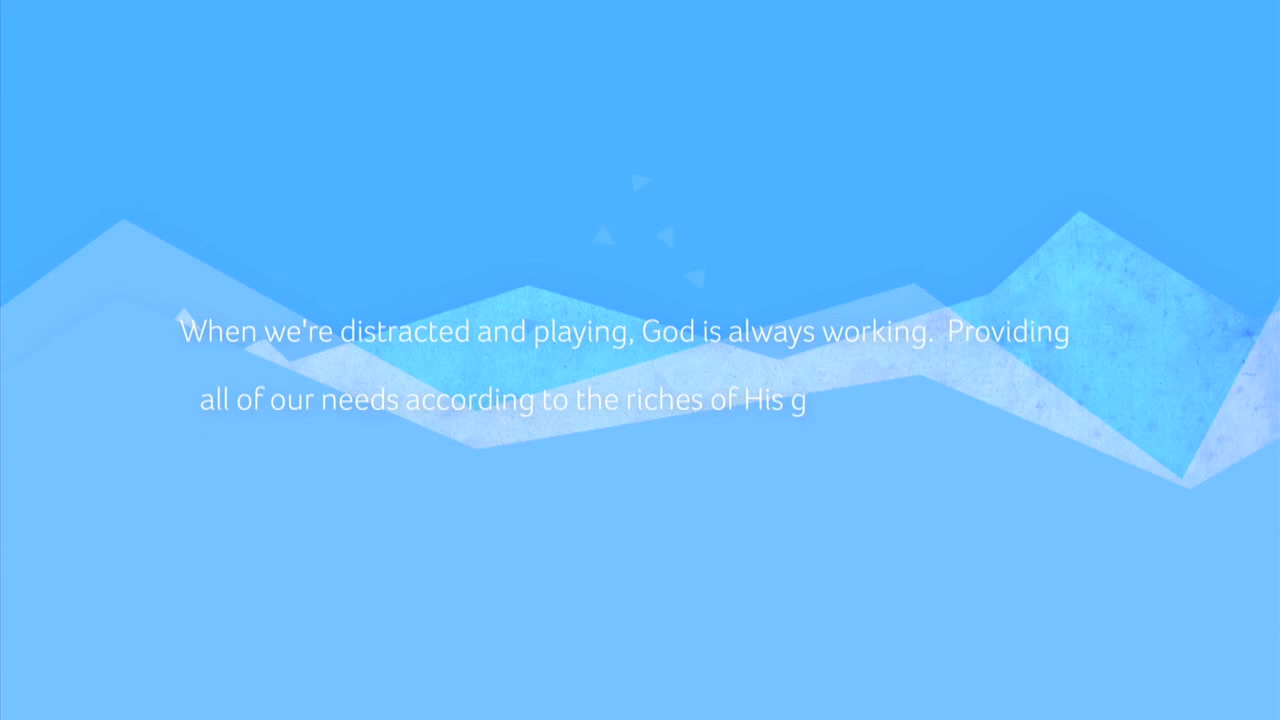 When we're distracted and playing, God is always working.  Providing
all of our needs according to the riches of His g